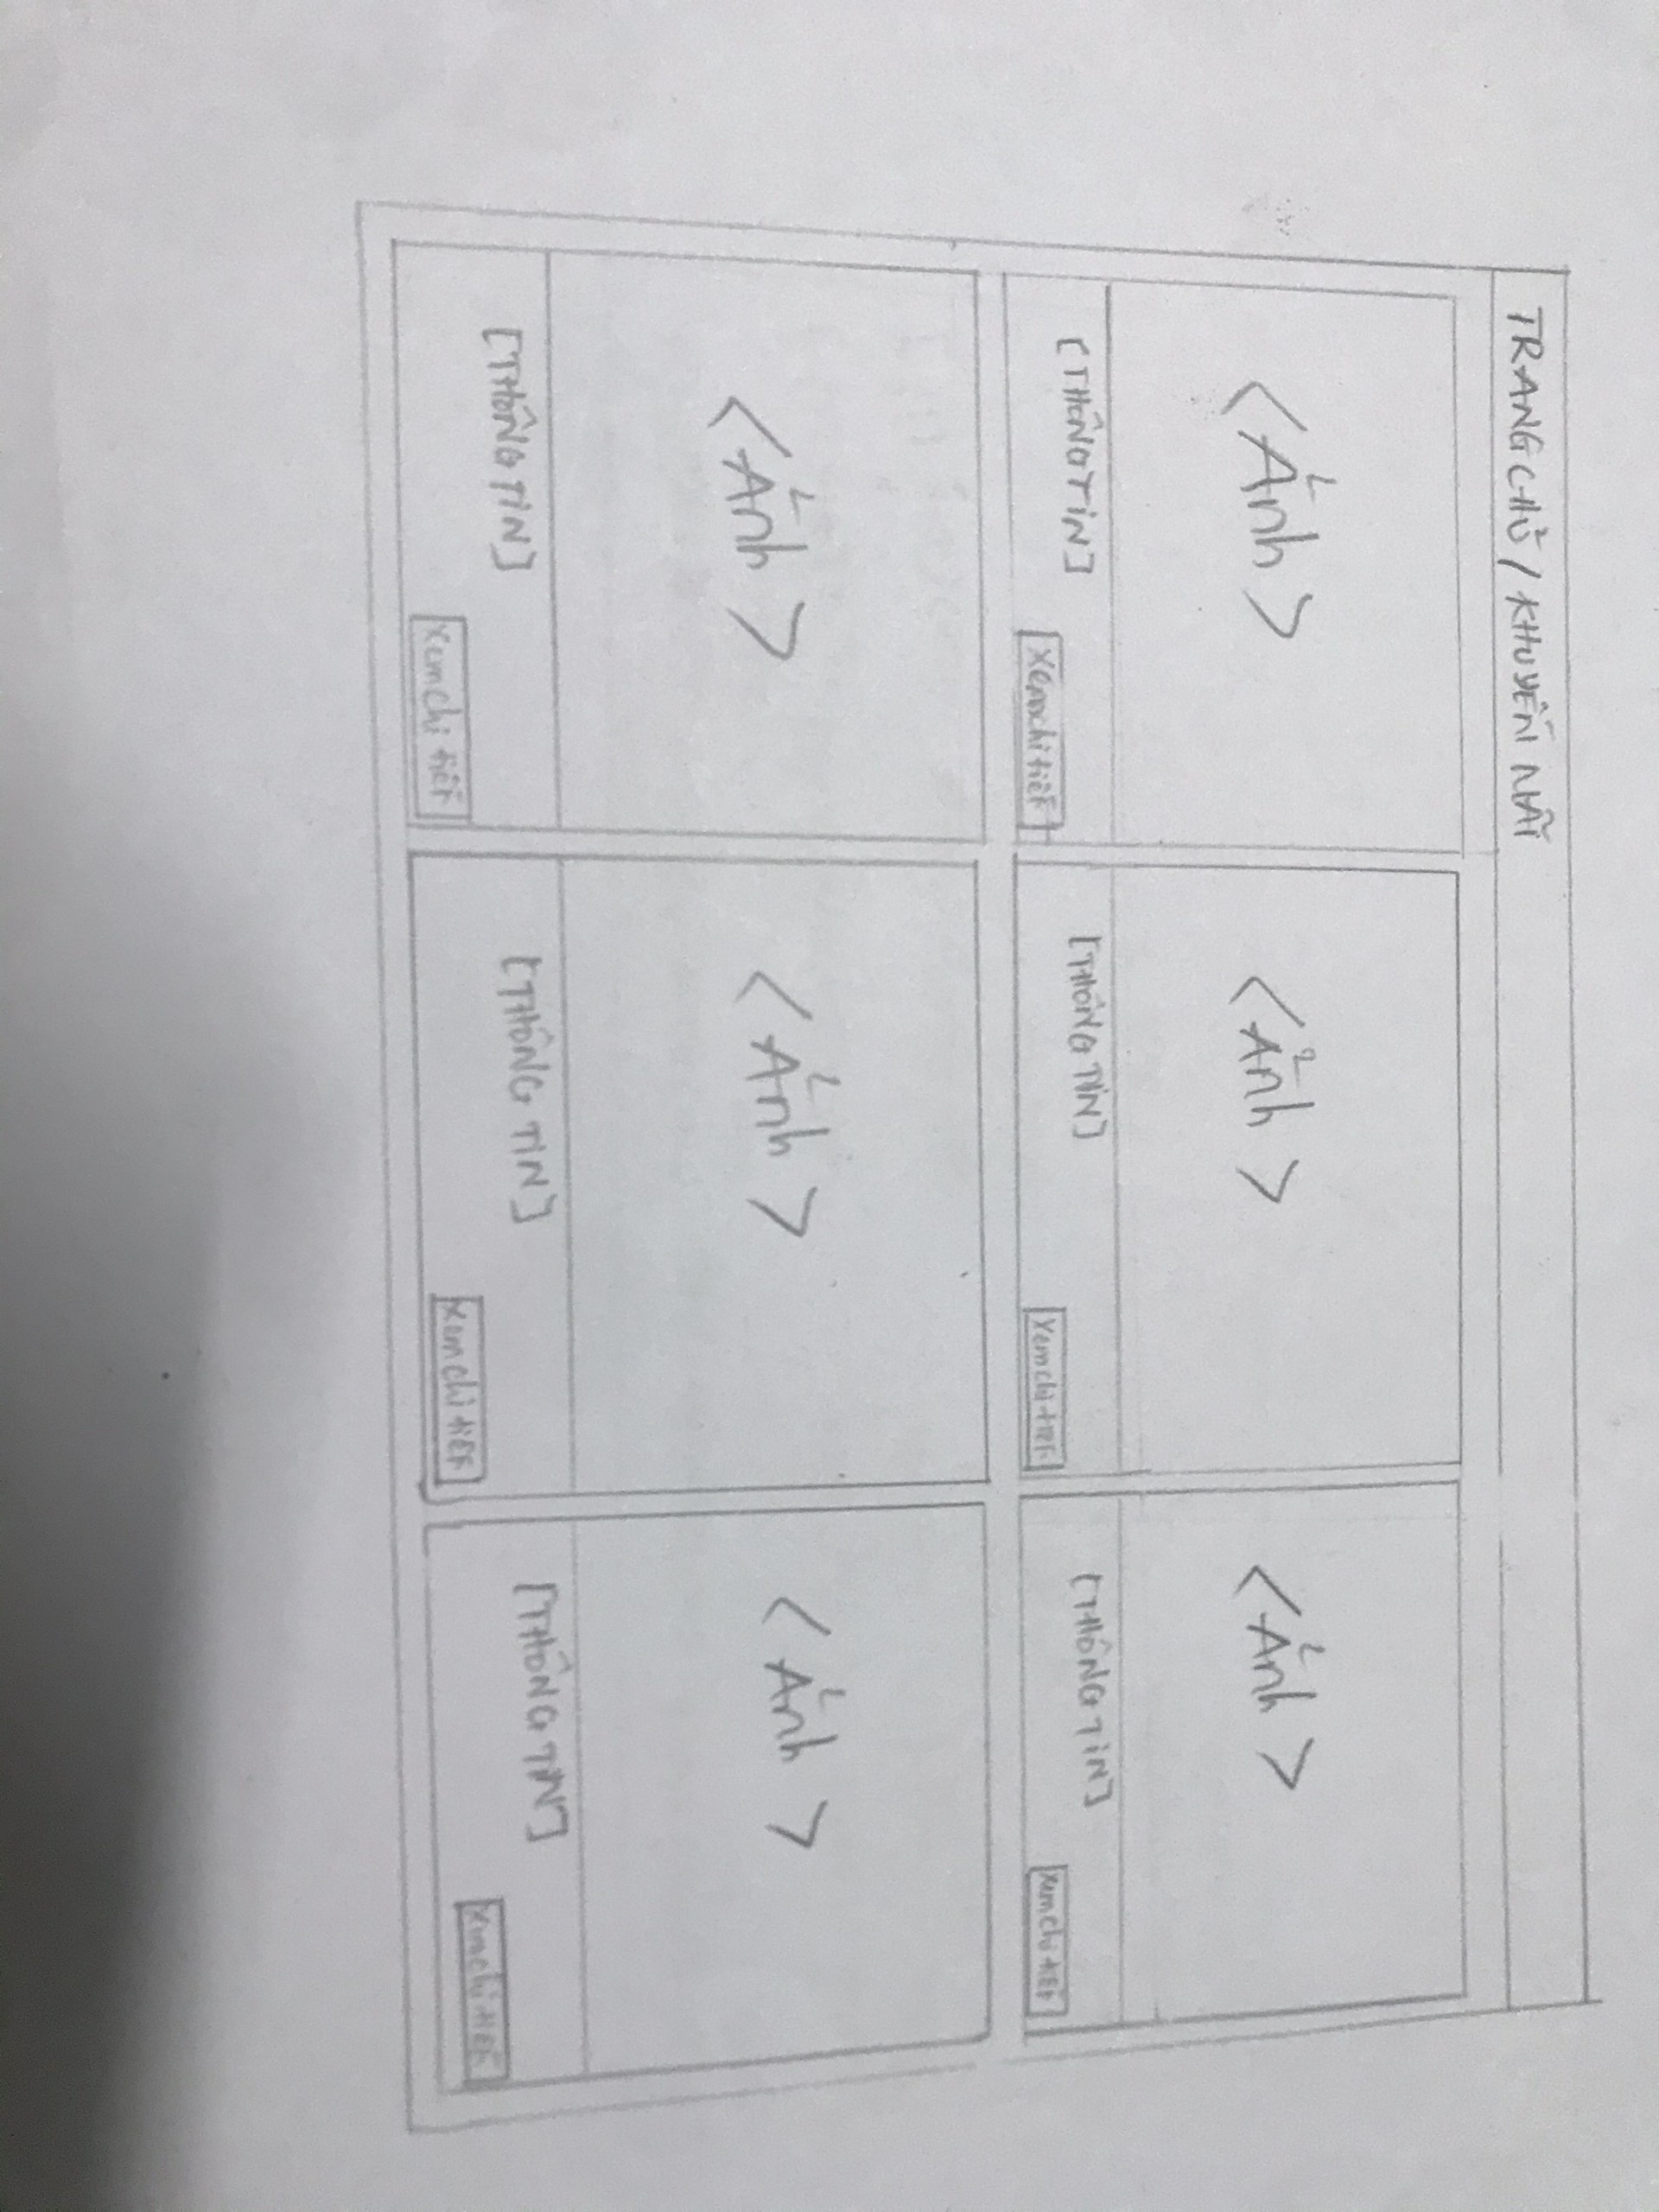 TRANG CHỦ / KHUYẾN MÃI
<Ảnh>
<Ảnh>
<Ảnh>
[THÔNG TIN]
[THÔNG TIN]
[THÔNG TIN]
Xem chi tiết
Xem chi tiết
Xem chi tiết
<Ảnh>
<Ảnh>
<Ảnh>
[THÔNG TIN]
[THÔNG TIN]
[THÔNG TIN]
Xem chi tiết
Xem chi tiết
Xem chi tiết